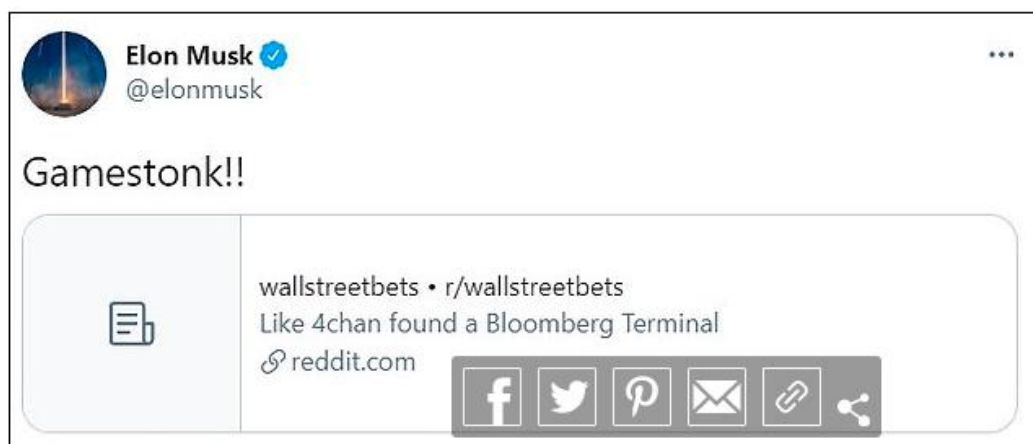 Elon Musk
@elonmusk
Gamestonk!!
wallstreetbets • r/wallstreetbets
Like 4chan found a Bloomberg Terminal
reddit.com